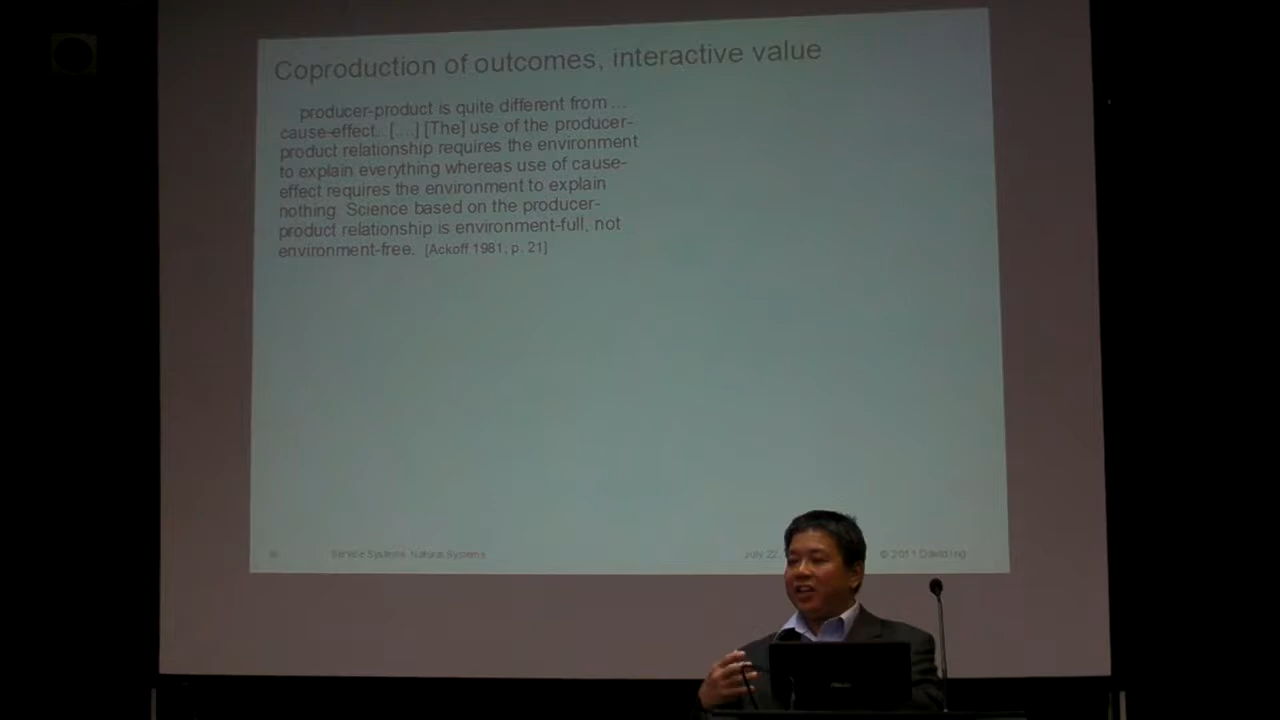 Coproduction of outcomes, interactive value
producer-product is quite different from ...
cause-effect. [...] [The] use of the producer-
product relationship requires the environment
to explain everything whereas use of cause-
effect requires the environment to explain
nothing. Science based on the producer-
product relationship is environment-full, not
environment-free. [Ackoff 1981, p. 21]
Service Systems, Natural Systems
July 22,
© 2011 David Ing